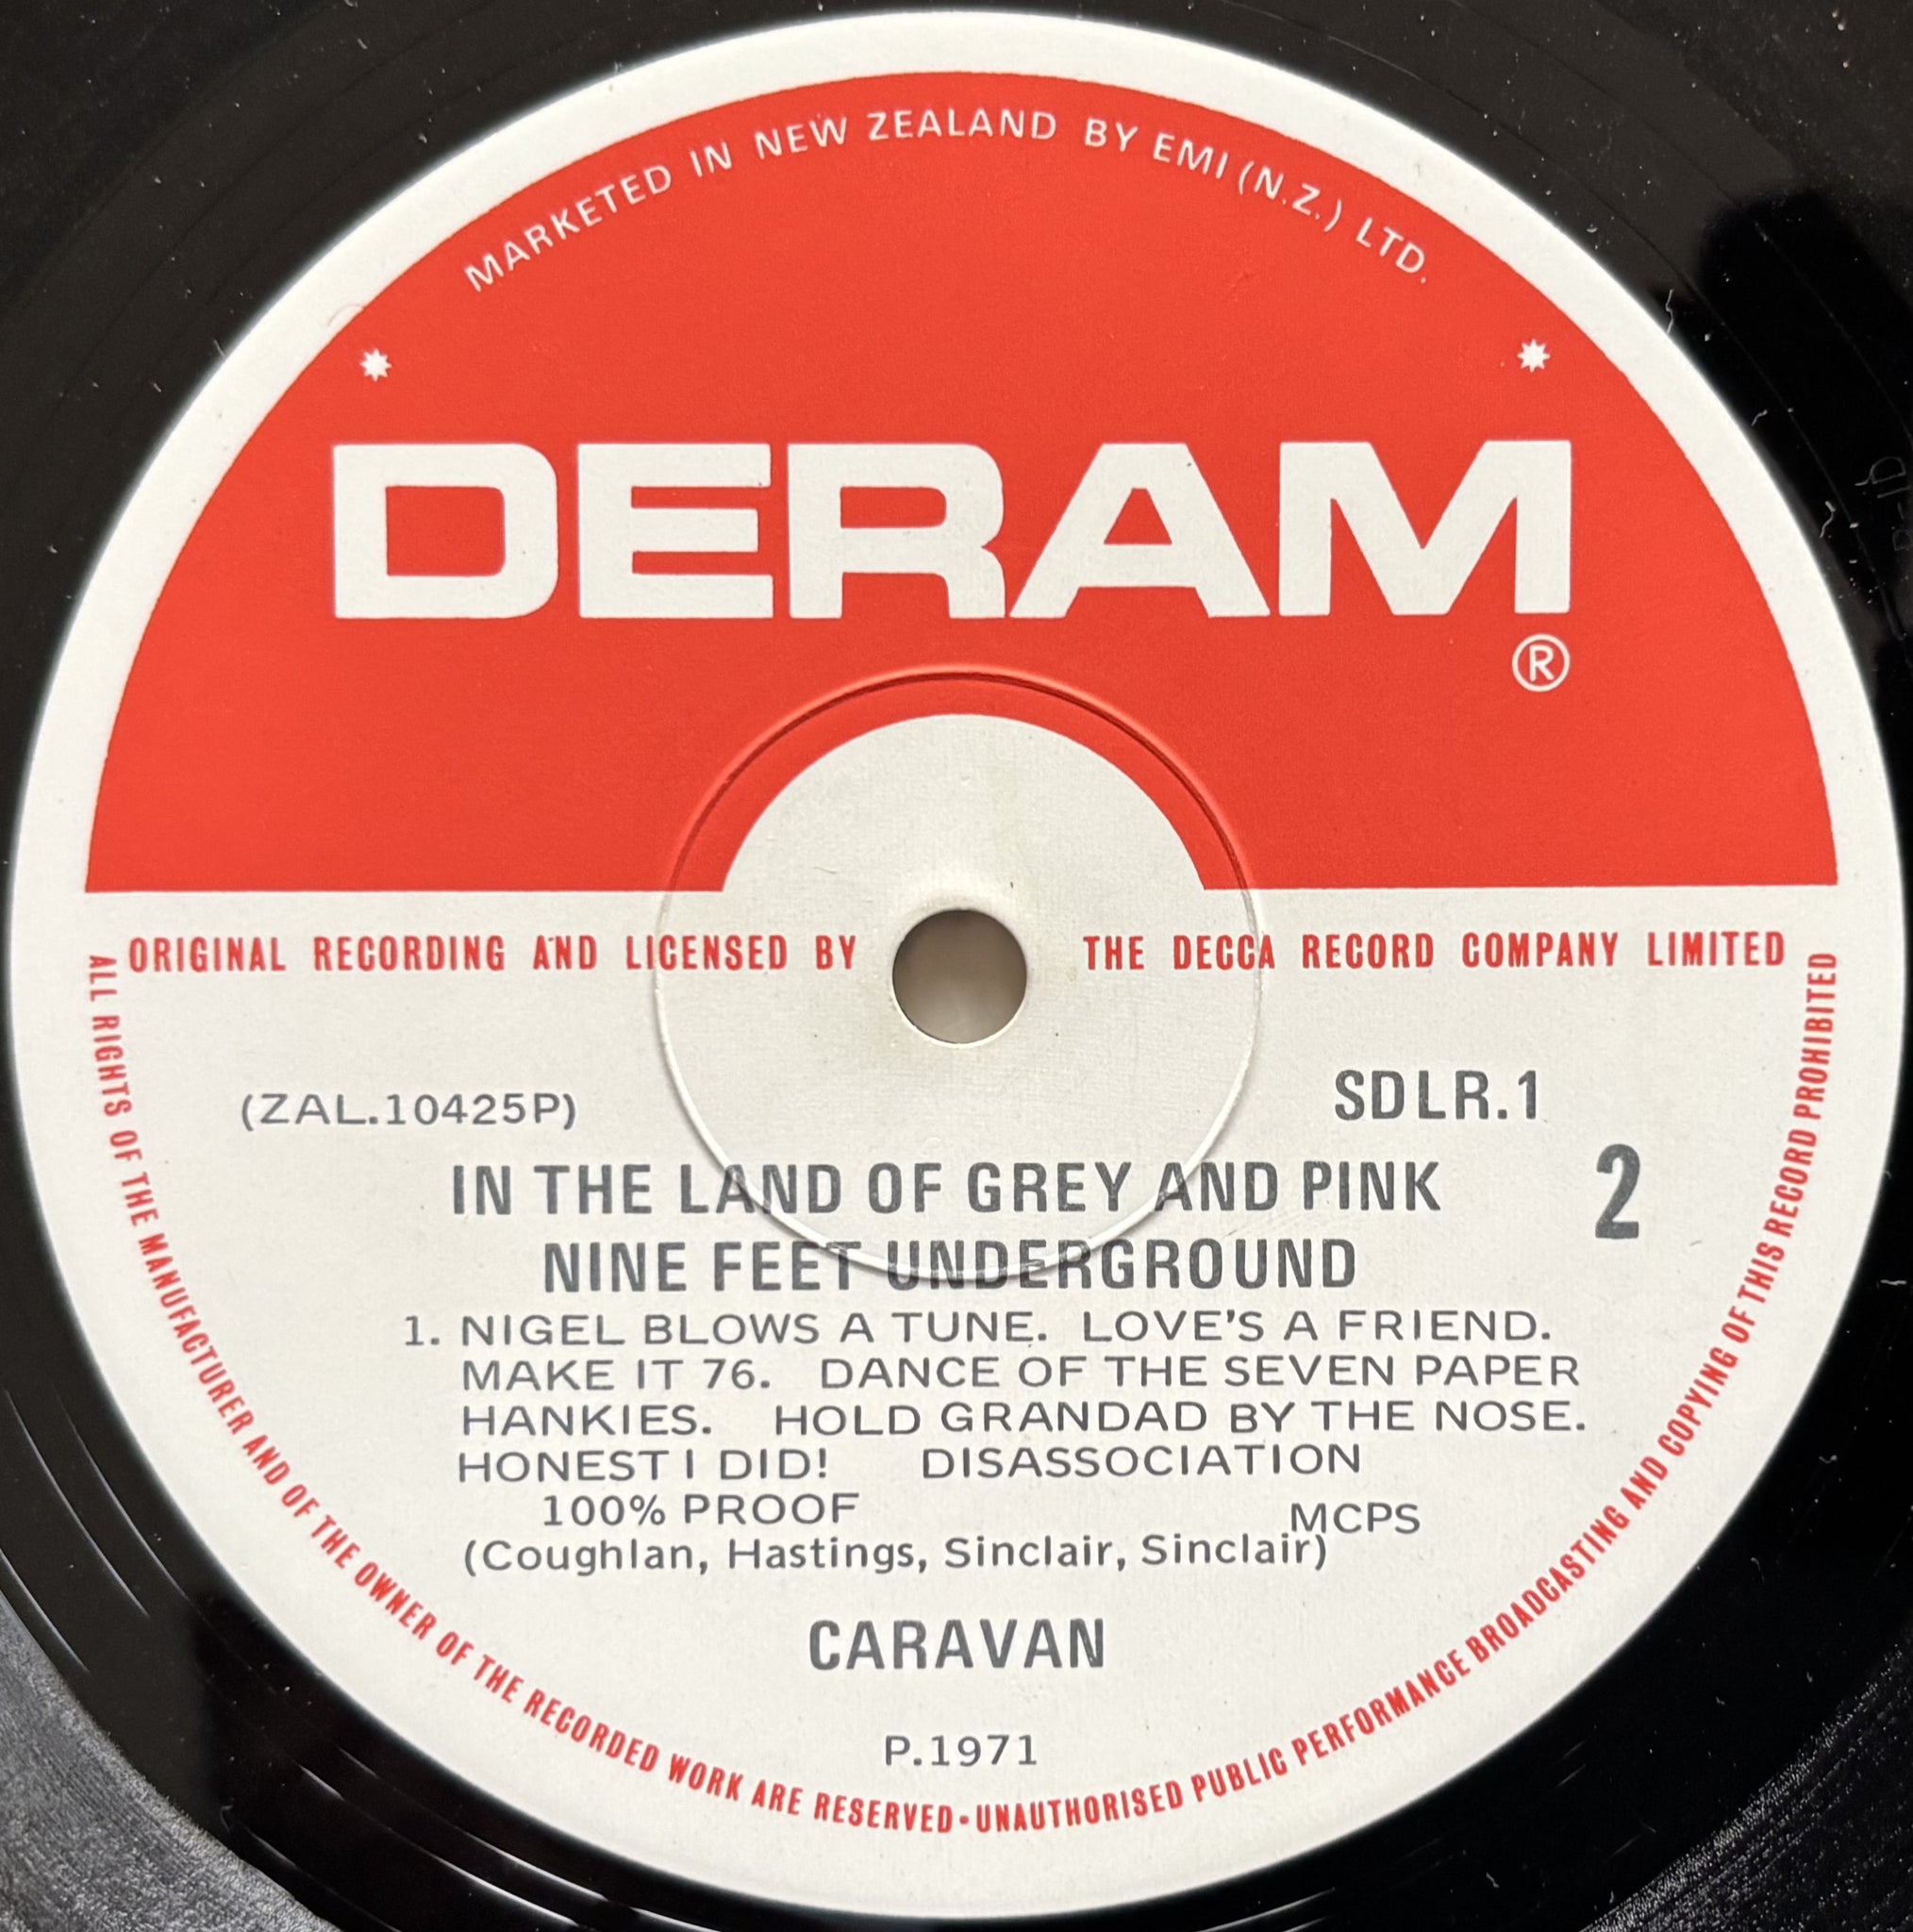 MARKETED IN NEW ZEALAND BY EMI (N.Z.) LTD.
DERAM
®
ORIGINAL RECORDING AND LICENSED BY THE DECCA RECORD COMPANY LIMITED
(ZAL.10425P)
SDLR.1
IN THE LAND OF GREY AND PINK
2
NINE FEET UNDERGROUND
1. NIGEL BLOWS A TUNE. LOVE'S A FRIEND.
MAKE IT 76. DANCE OF THE SEVEN PAPER
HANKIES. HOLD GRANDAD BY THE NOSE.
HONEST I DID! DISASSOCIATION
100% PROOF
MCPS
(Coughlan, Hastings, Sinclair, Sinclair)
CARAVAN
P.1971
ALL RIGHTS OF THE MANUFACTURER AND OF THE OWNER OF THE RECORDED WORK ARE RESERVED · UNAUTHORISED PUBLIC PERFORMANCE BROADCASTING AND COPYING OF THIS RECORD PROHIBITED